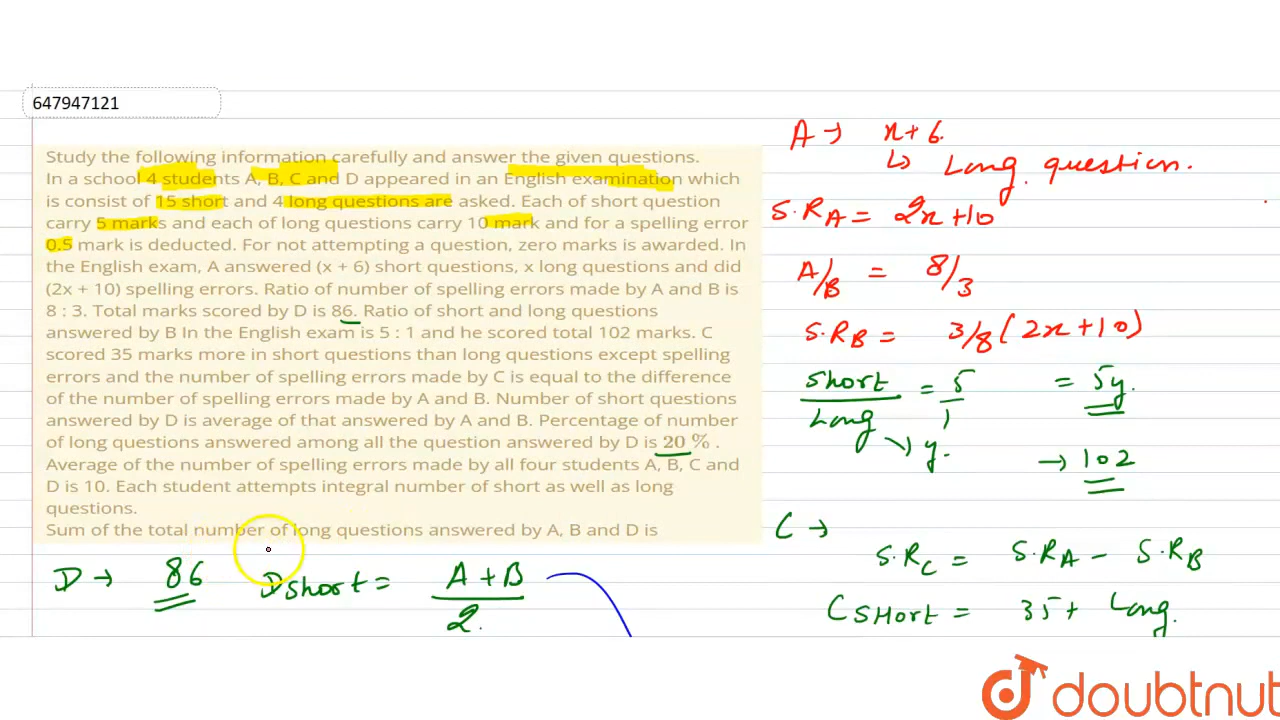 647947121
Study the following information carefully and answer the given questions.
In a school 4 students A, B, C and D appeared in an English examination which
is consist of 15 short and 4 long questions are asked. Each of short question
carry 5 marks and each of long questions carry 10 mark and for a spelling error
0.5 mark is deducted. For not attempting a question, zero marks is awarded. In
the English exam, A answered (x + 6) short questions, x long questions and did
(2x + 10) spelling errors. Ratio of number of spelling errors made by A and B is
8 : 3. Total marks scored by D is 86. Ratio of short and long questions
answered by B In the English exam is 5 : 1 and he scored total 102 marks. C
scored 35 marks more in short questions than long questions except spelling
errors and the number of spelling errors made by C is equal to the difference
of the number of spelling errors made by A and B. Number of short questions
answered by D is average of that answered by A and B. Percentage of number
of long questions answered among all the question answered by D is 20 % .
Average of the number of spelling errors made by all four students A, B, C and
D is 10. Each student attempts integral number of short as well as long
questions.
Sum of the total number of long questions answered by A, B and D is
D → 86 Dshort = A + B
2.
A → x + 6.
↳ Long question.
S.RA = 2x + 10
A/B = 8/3
S.RB = 3/8 (2x + 10)
Short = 5 = 5y.
Long 1
↘ y. → 102
C →
S.RC = S.RA - S.RB
CSHORT = 35 + Long.
doubtnut